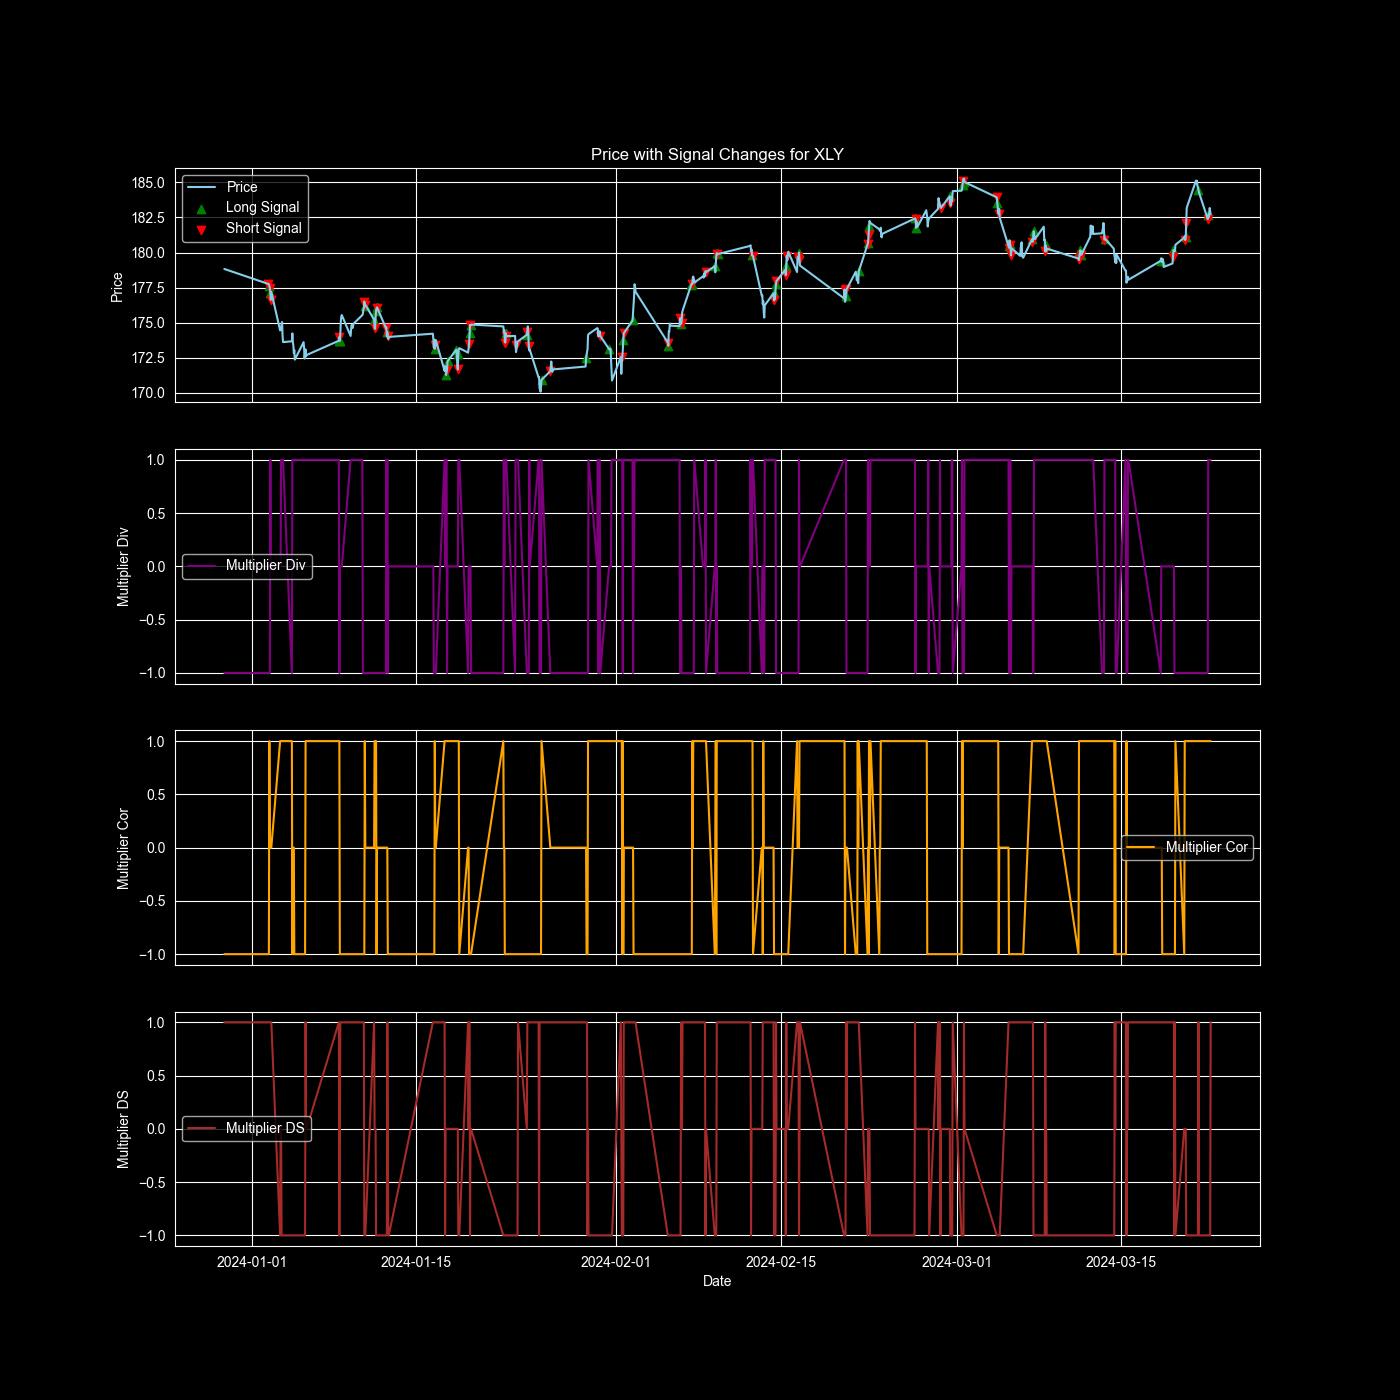 Price with Signal Changes for XLY
Price
185.0
182.5
180.0
177.5
175.0
172.5
170.0
Price
Long Signal
Short Signal
Multiplier Div
1.0
0.5
0.0
−0.5
−1.0
Multiplier Div
Multiplier Cor
1.0
0.5
0.0
−0.5
−1.0
Multiplier Cor
Multiplier DS
1.0
0.5
0.0
−0.5
−1.0
Multiplier DS
2024-01-01
2024-01-15
2024-02-01
2024-02-15
2024-03-01
2024-03-15
Date